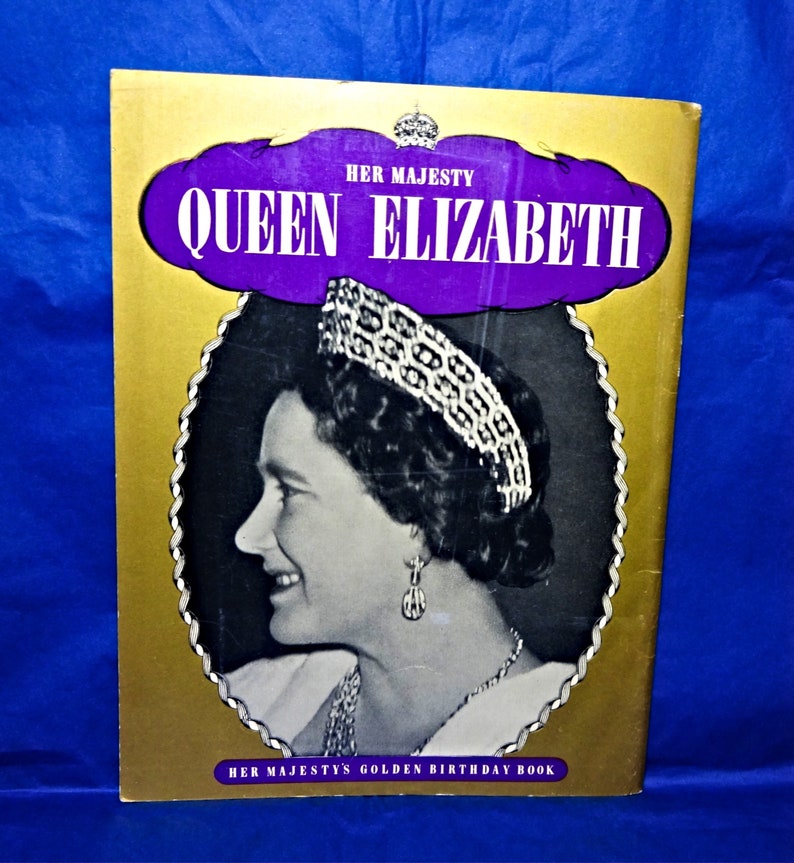 HER MAJESTY
QUEEN ELIZABETH
HER MAJESTY'S GOLDEN BIRTHDAY BOOK